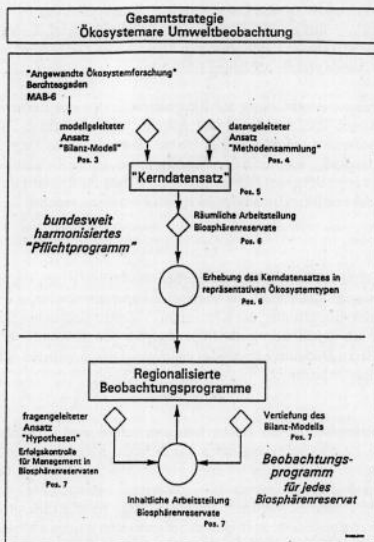 Gesamtstrategie
Ökosystemare Umweltbeobachtung
"Angewandte Ökosystemforschung"
Berchtesgaden
MAB-6
modellgeleiteter
Ansatz
"Bilanz-Modell"
Pos. 3
datengeleiteter
Ansatz
"Methodensammlung"
Pos. 4
"Kerndatensatz"
Pos. 5
bundesweit
harmonisiertes
"Pflichtprogramm"
Räumliche Arbeitsteilung
Biosphärenreservate
Pos. 6
Erhebung des Kerndatensatzes in
repräsentativen Ökosystemtypen
Pos. 6
Regionalisierte
Beobachtungsprogramme
fragengeleiteter
Ansatz
"Hypothesen"
Erfolgskontrolle
für Management in
Biosphärenreservaten
Pos. 7
Vertiefung des
Bilanz-Modells
Pos. 7
Inhaltliche Arbeitsteilung
Biosphärenreservate
Pos. 7
Beobachtungs-
programm
für jedes
Biosphärenreservat